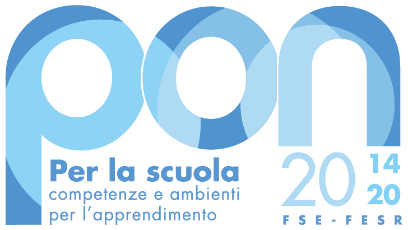 pon
Per la scuola
competenze e ambienti
per l'apprendimento
20 14
20
FSE-FESR